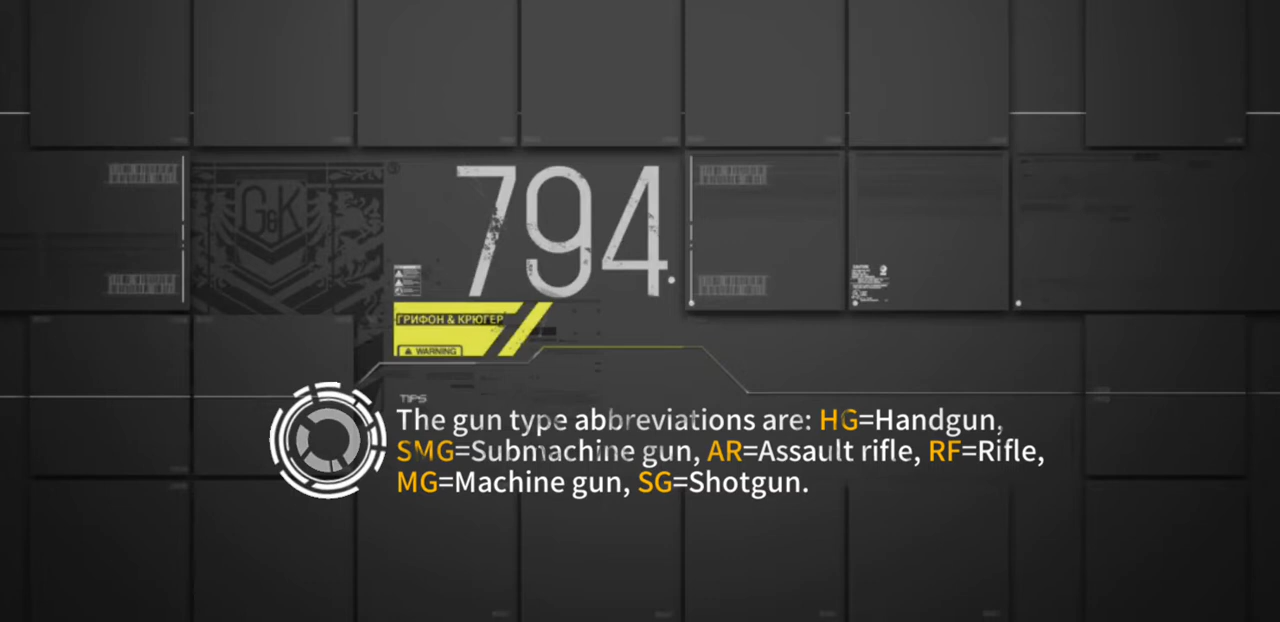 G&K
794.
ГРИФОН & КРЮГЕР
WARNING
CAUTION
TIPS
The gun type abbreviations are: HG=Handgun,
SMG=Submachine gun, AR=Assault rifle, RF=Rifle,
MG=Machine gun, SG=Shotgun.